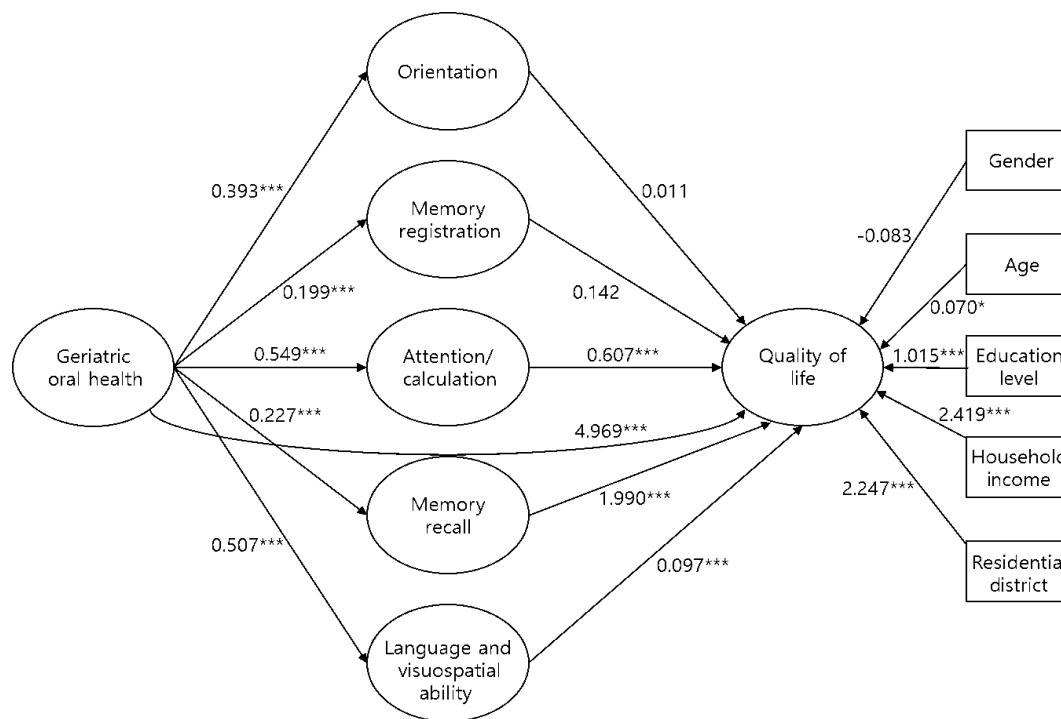 Orientation
Gender
0.393***
0.011
Memory
registration
-0.083
Age
0.199***
0.142
0.070*
Geriatric
oral health
0.549***
Attention/
calculation
0.607***
Quality of
life
1.015***
Education
level
0.227***
4.969***
2.419***
Household
income
Memory
recall
1.990***
2.247***
0.507***
0.097***
Residential
district
Language and
visuospatial
ability